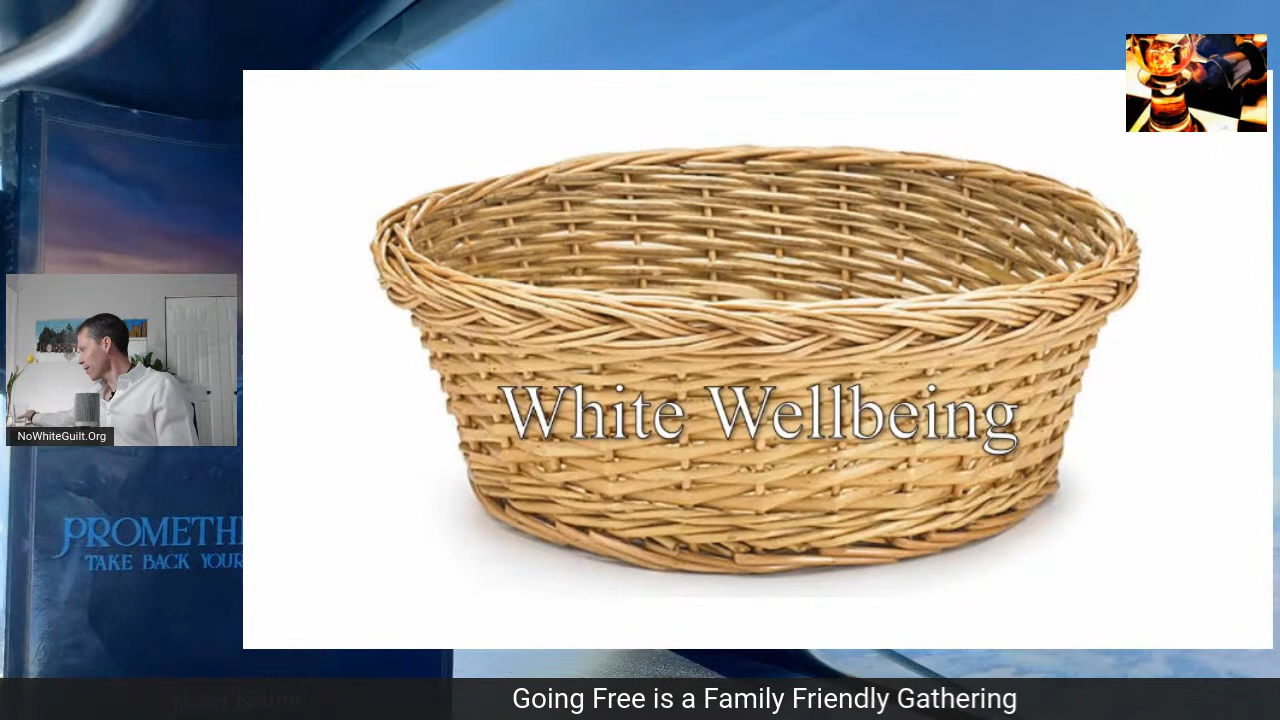 White Wellbeing
NoWhiteGuilt.Org
PROMETH
TAKE BACK YOUR
Going Free is a Family Friendly Gathering